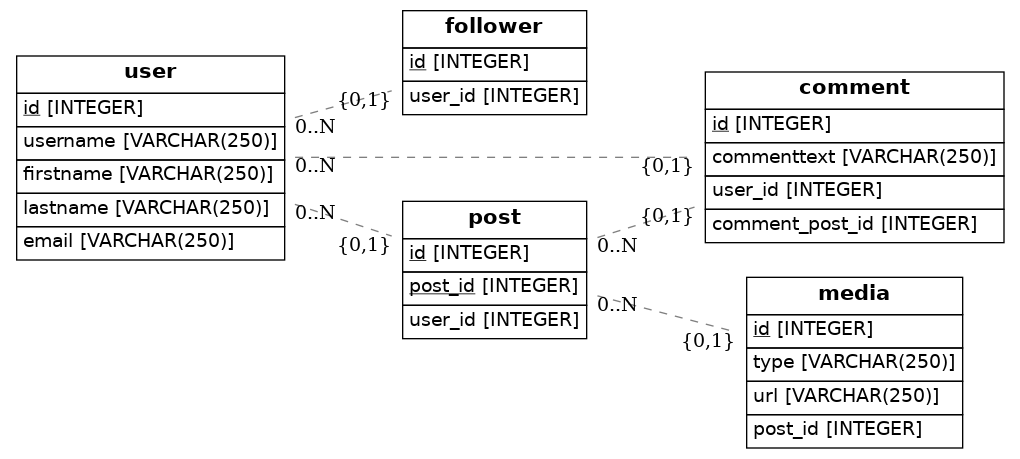 user
id [INTEGER]
username [VARCHAR(250)]
firstname [VARCHAR(250)]
lastname [VARCHAR(250)]
email [VARCHAR(250)]
follower
id [INTEGER]
user_id [INTEGER]
{0,1}
0..N
0..N
{0,1}
0..N
{0,1}
post
id [INTEGER]
post_id [INTEGER]
user_id [INTEGER]
{0,1}
0..N
0..N
{0,1}
comment
id [INTEGER]
commenttext [VARCHAR(250)]
user_id [INTEGER]
comment_post_id [INTEGER]
media
id [INTEGER]
type [VARCHAR(250)]
url [VARCHAR(250)]
post_id [INTEGER]